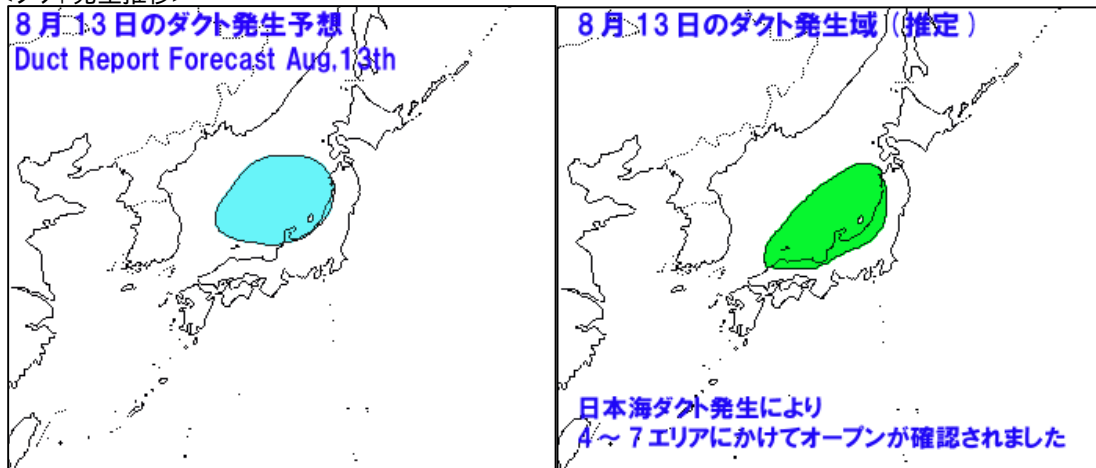 8月13日のダクト発生予想
Duct Report Forecast Aug,13th
8月13日のダクト発生域(推定)
日本海ダクト発生により
4～7エリアにかけてオープンが確認されました